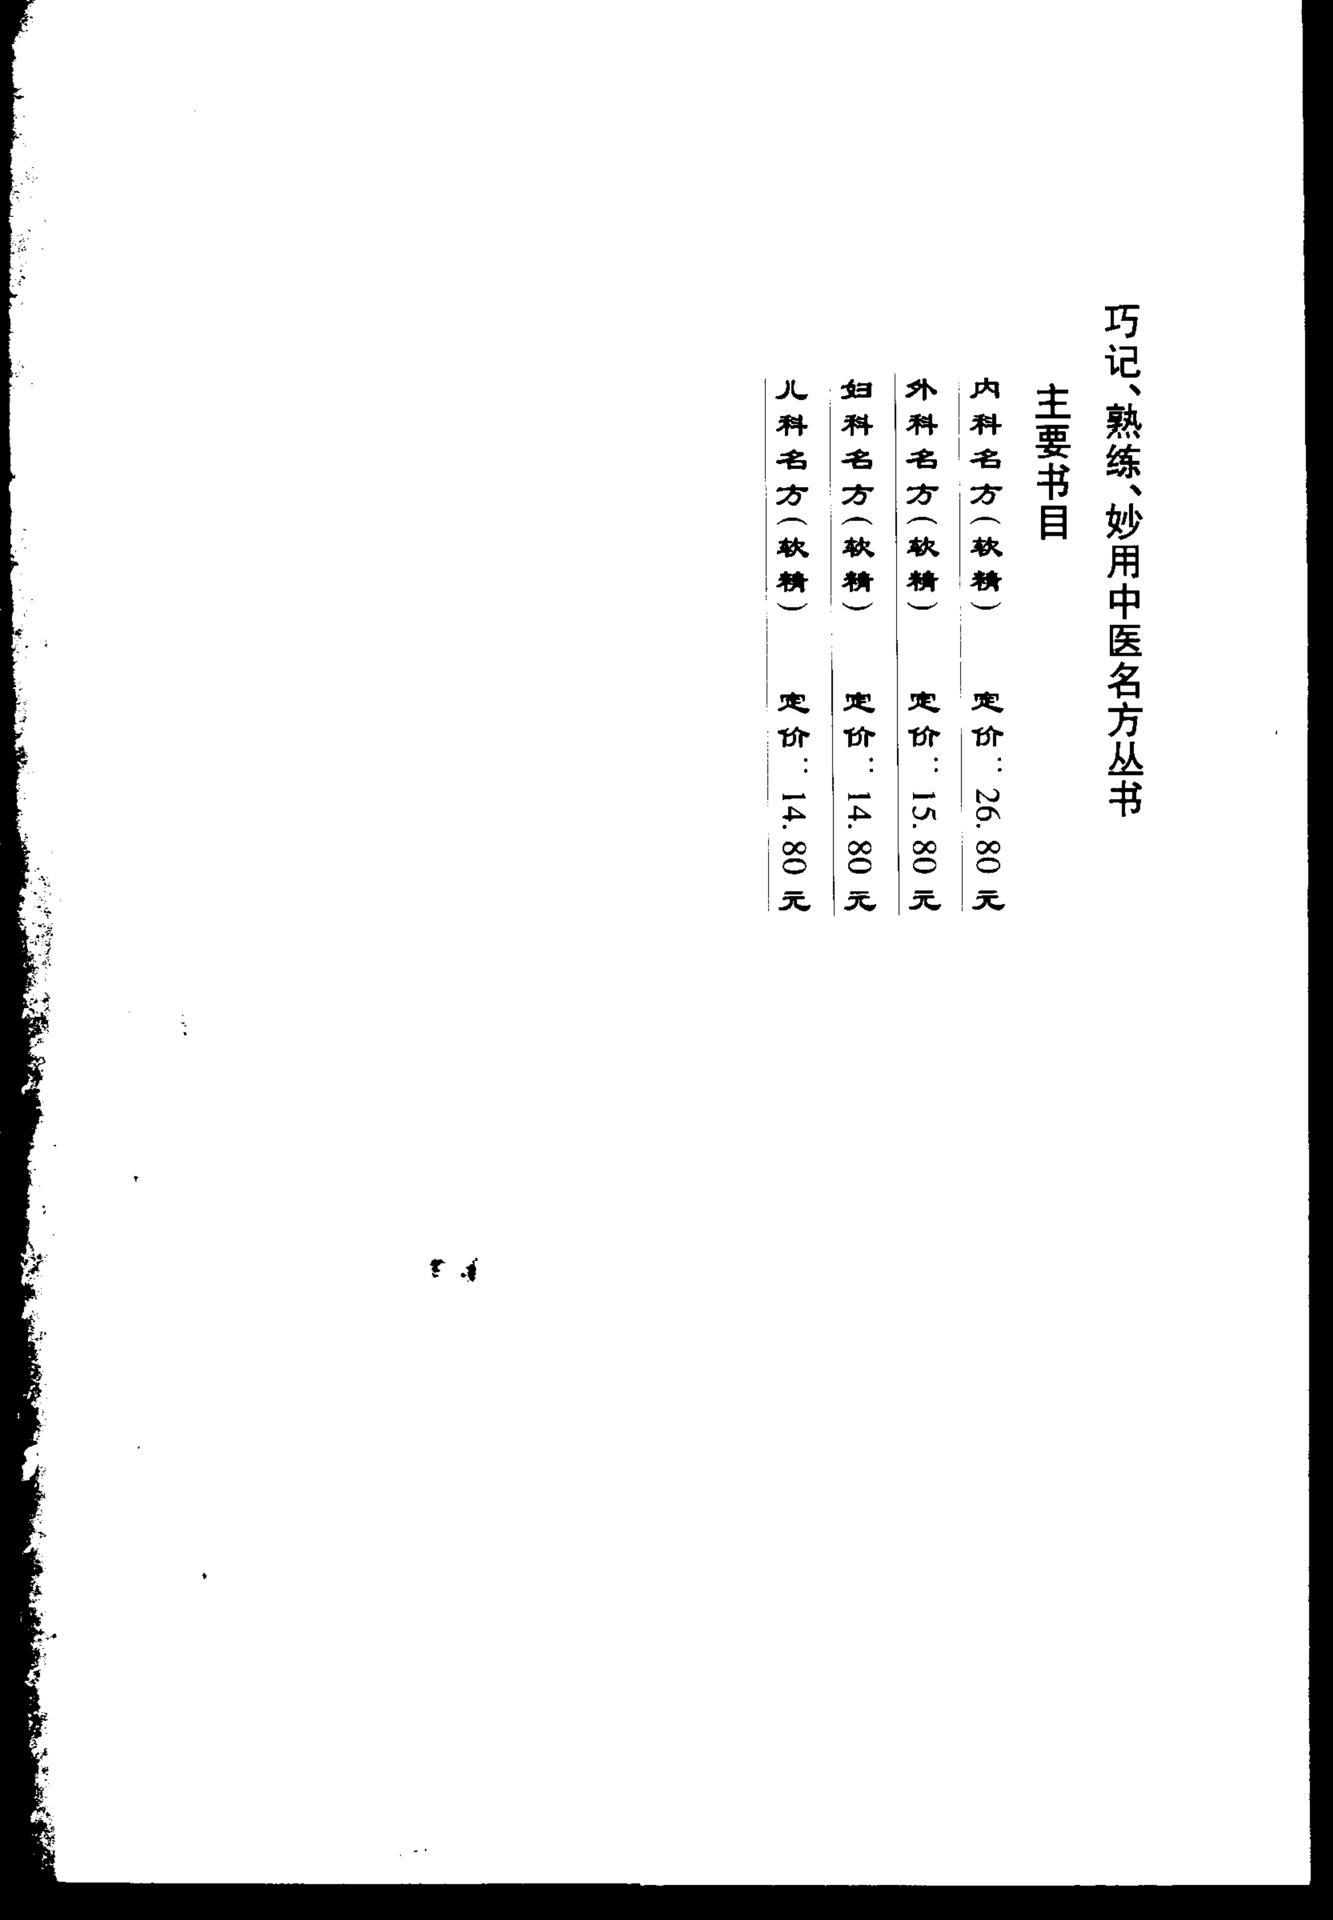 巧记、熟练、妙用中医名方丛书
主要书目
内科名方(软精) 定价:26.80元
外科名方(软精) 定价:15.80元
妇科名方(软精) 定价:14.80元
儿科名方(软精) 定价:14.80元